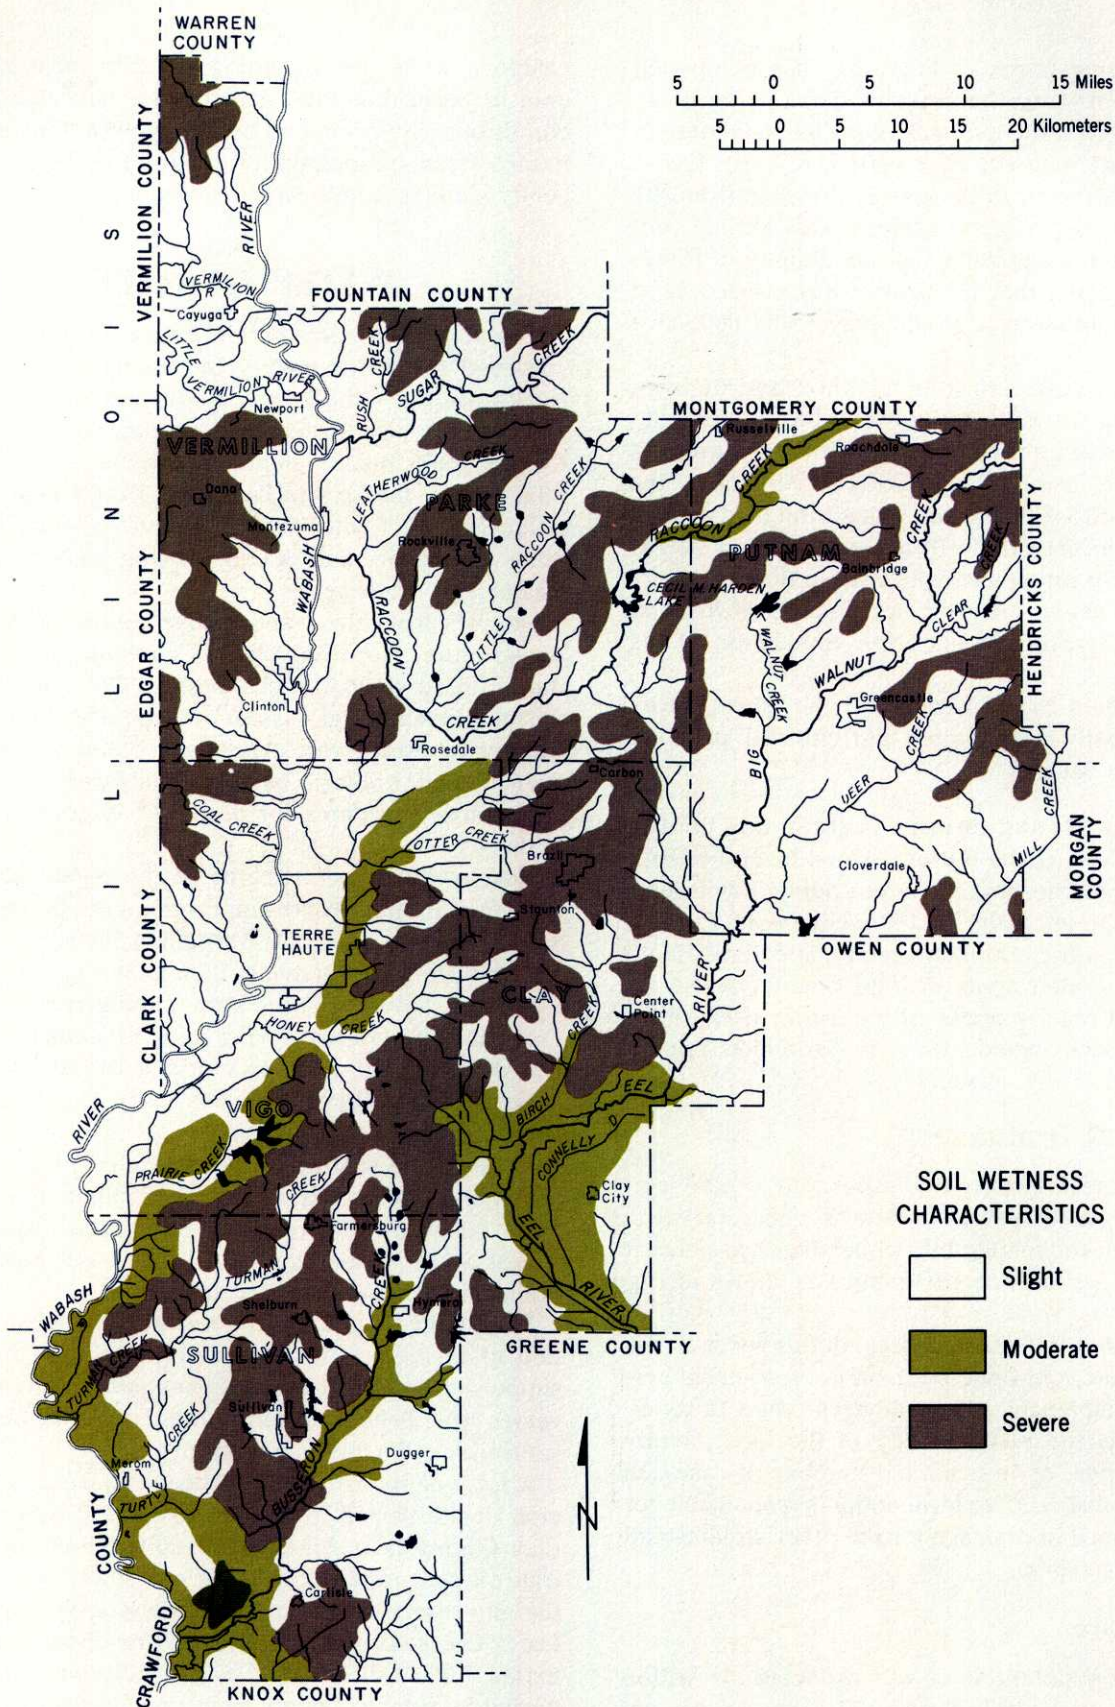 WARREN
COUNTY
5 0 5 10 15 Miles
5 0 5 10 15 20 Kilometers
VERMILION COUNTY
EDGAR COUNTY
CLARK COUNTY
ILLINOIS
RIVER
VERMILION
R
Cayuga
FOUNTAIN COUNTY
LITTLE
VERMILION RIVER
Newport
RUSH
CREEK
SUGAR
CREEK
MONTGOMERY COUNTY
Russelville
Roachdale
VERMILLION
Dana
Montezuma
LEATHERWOOD
CREEK
PARKE
Rockville
LITTLE
RACCOON CREEK
RACCOON
CREEK
PUTNAM
Bainbridge
CREEK
CREEK
HENDRICKS COUNTY
CECIL M. HARDEN
LAKE
WABASH
RACCOON
CREEK
WALNUT CREEK
CLEAR
WALNUT
BIG
Greencastle
Clinton
Rosedale
Carbon
DEER
CREEK
MILL
CREEK
MORGAN
COUNTY
COAL CREEK
OTTER CREEK
Brazil
Cloverdale
Staunton
TERRE
HAUTE
OWEN COUNTY
CLAY
RIVER
HONEY
CREEK
CREEK
Center
Point
RIVER
VIGO
BIRCH
EEL
CONNELLY D
PRAIRIE CREEK
CREEK
Clay
City
SOIL WETNESS
CHARACTERISTICS
Farmersburg
EEL
RIVER
TURMAN
CREEK
WABASH
Slight
Shelburn
Hymera
GREENE COUNTY
Moderate
TURMAN CREEK
SULLIVAN
Severe
Sullivan
CREEK
Dugger
Merom
TURTLE
BUSSERON
N
COUNTY
Carlisle
CRAWFORD
KNOX COUNTY